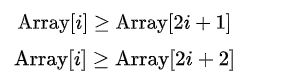 Array[i] ≥ Array[2i + 1]
Array[i] ≥ Array[2i + 2]